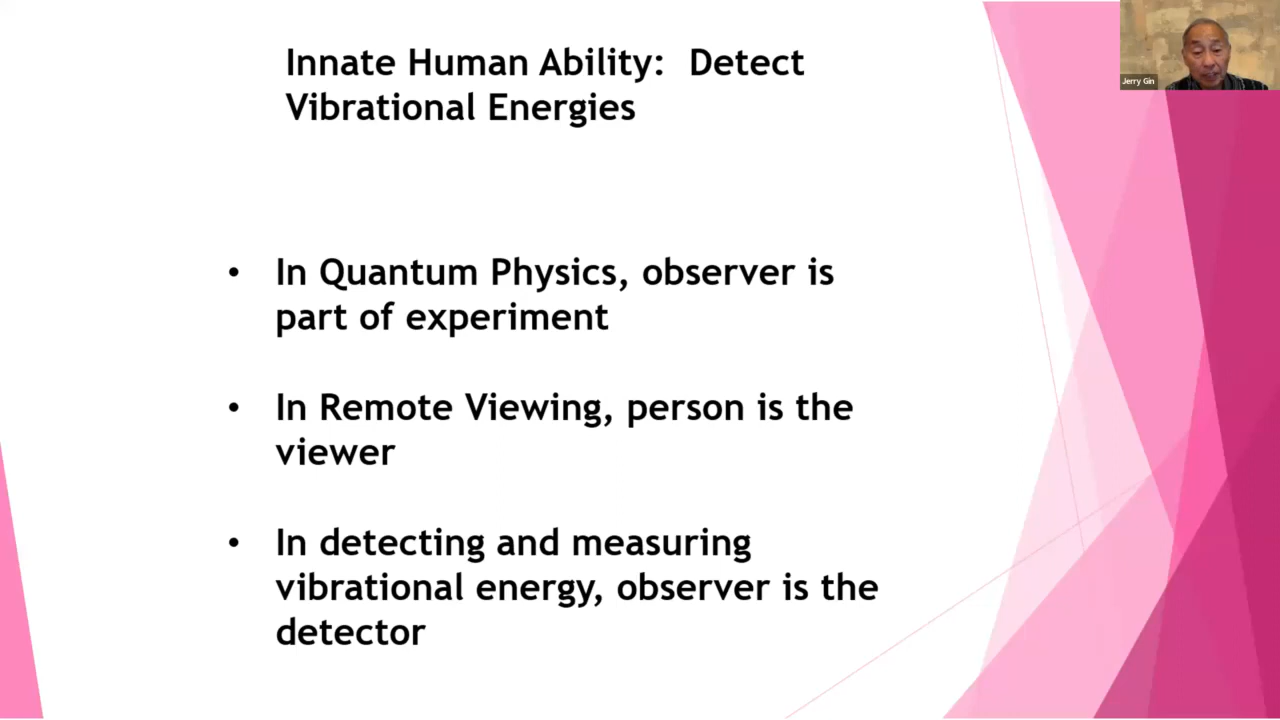 Innate Human Ability:  Detect
Vibrational Energies
Jerry Gin
• In Quantum Physics, observer is
part of experiment
• In Remote Viewing, person is the
viewer
• In detecting and measuring
vibrational energy, observer is the
detector